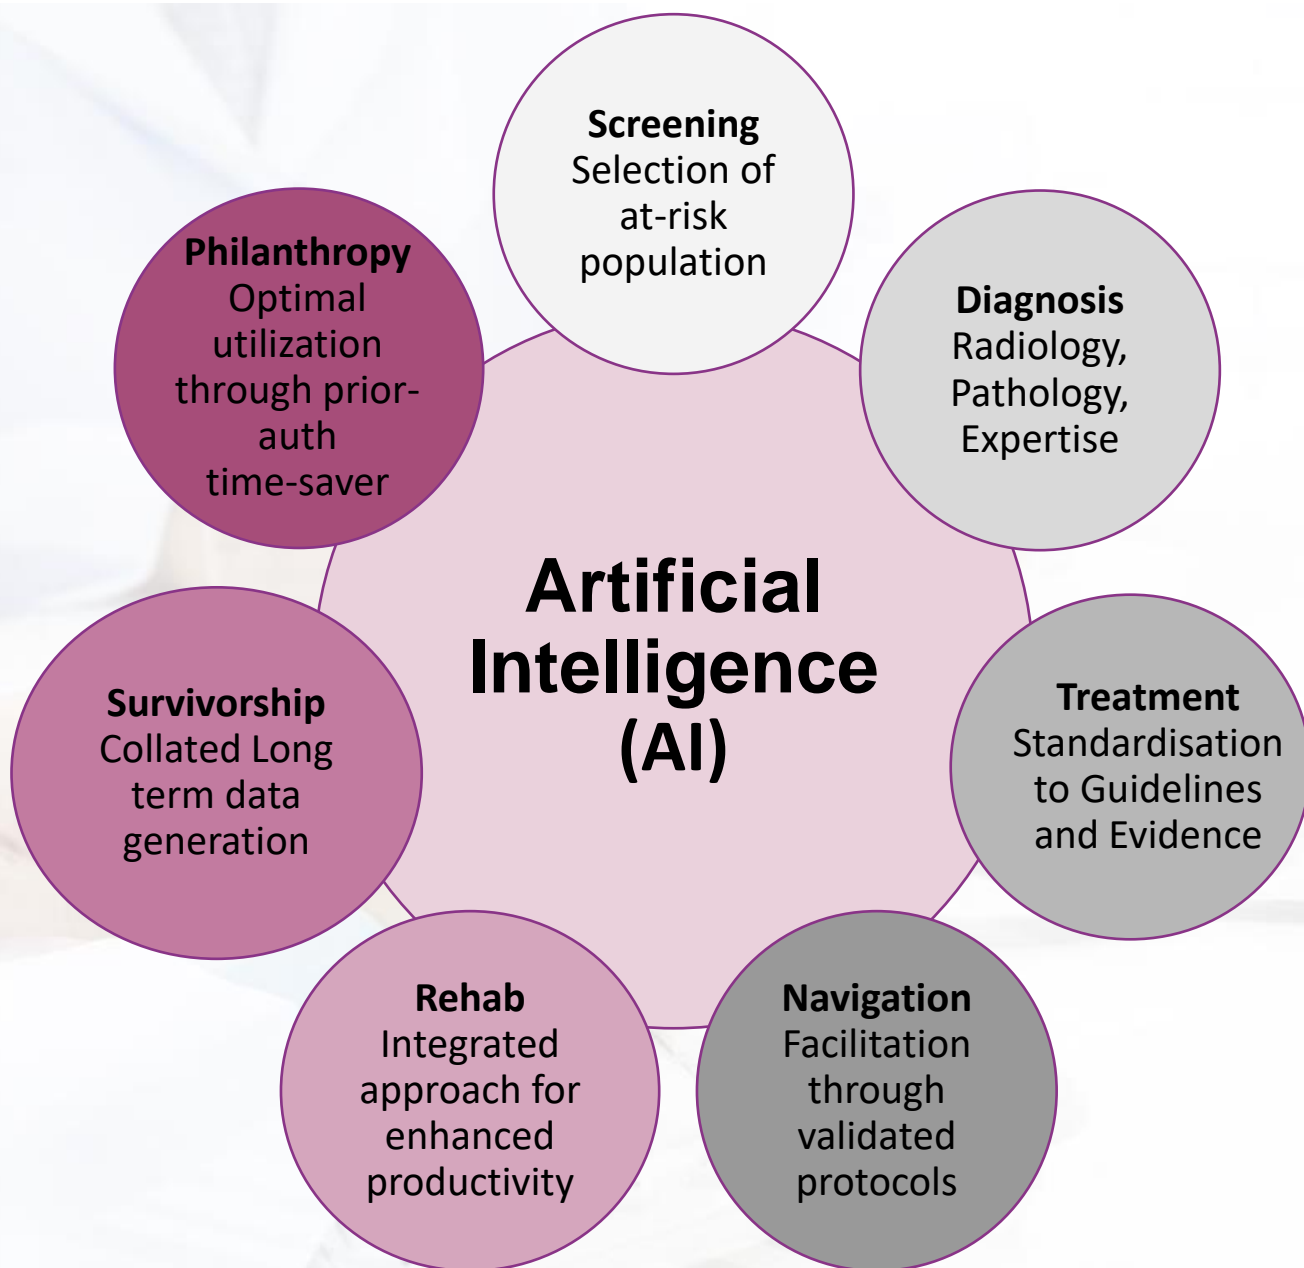 Screening
Selection of
at-risk
population
Diagnosis
Radiology,
Pathology,
Expertise
Treatment
Standardisation
to Guidelines
and Evidence
Navigation
Facilitation
through
validated
protocols
Rehab
Integrated
approach for
enhanced
productivity
Survivorship
Collated Long
term data
generation
Philanthropy
Optimal
utilization
through prior-
auth
time-saver
Artificial
Intelligence
(AI)